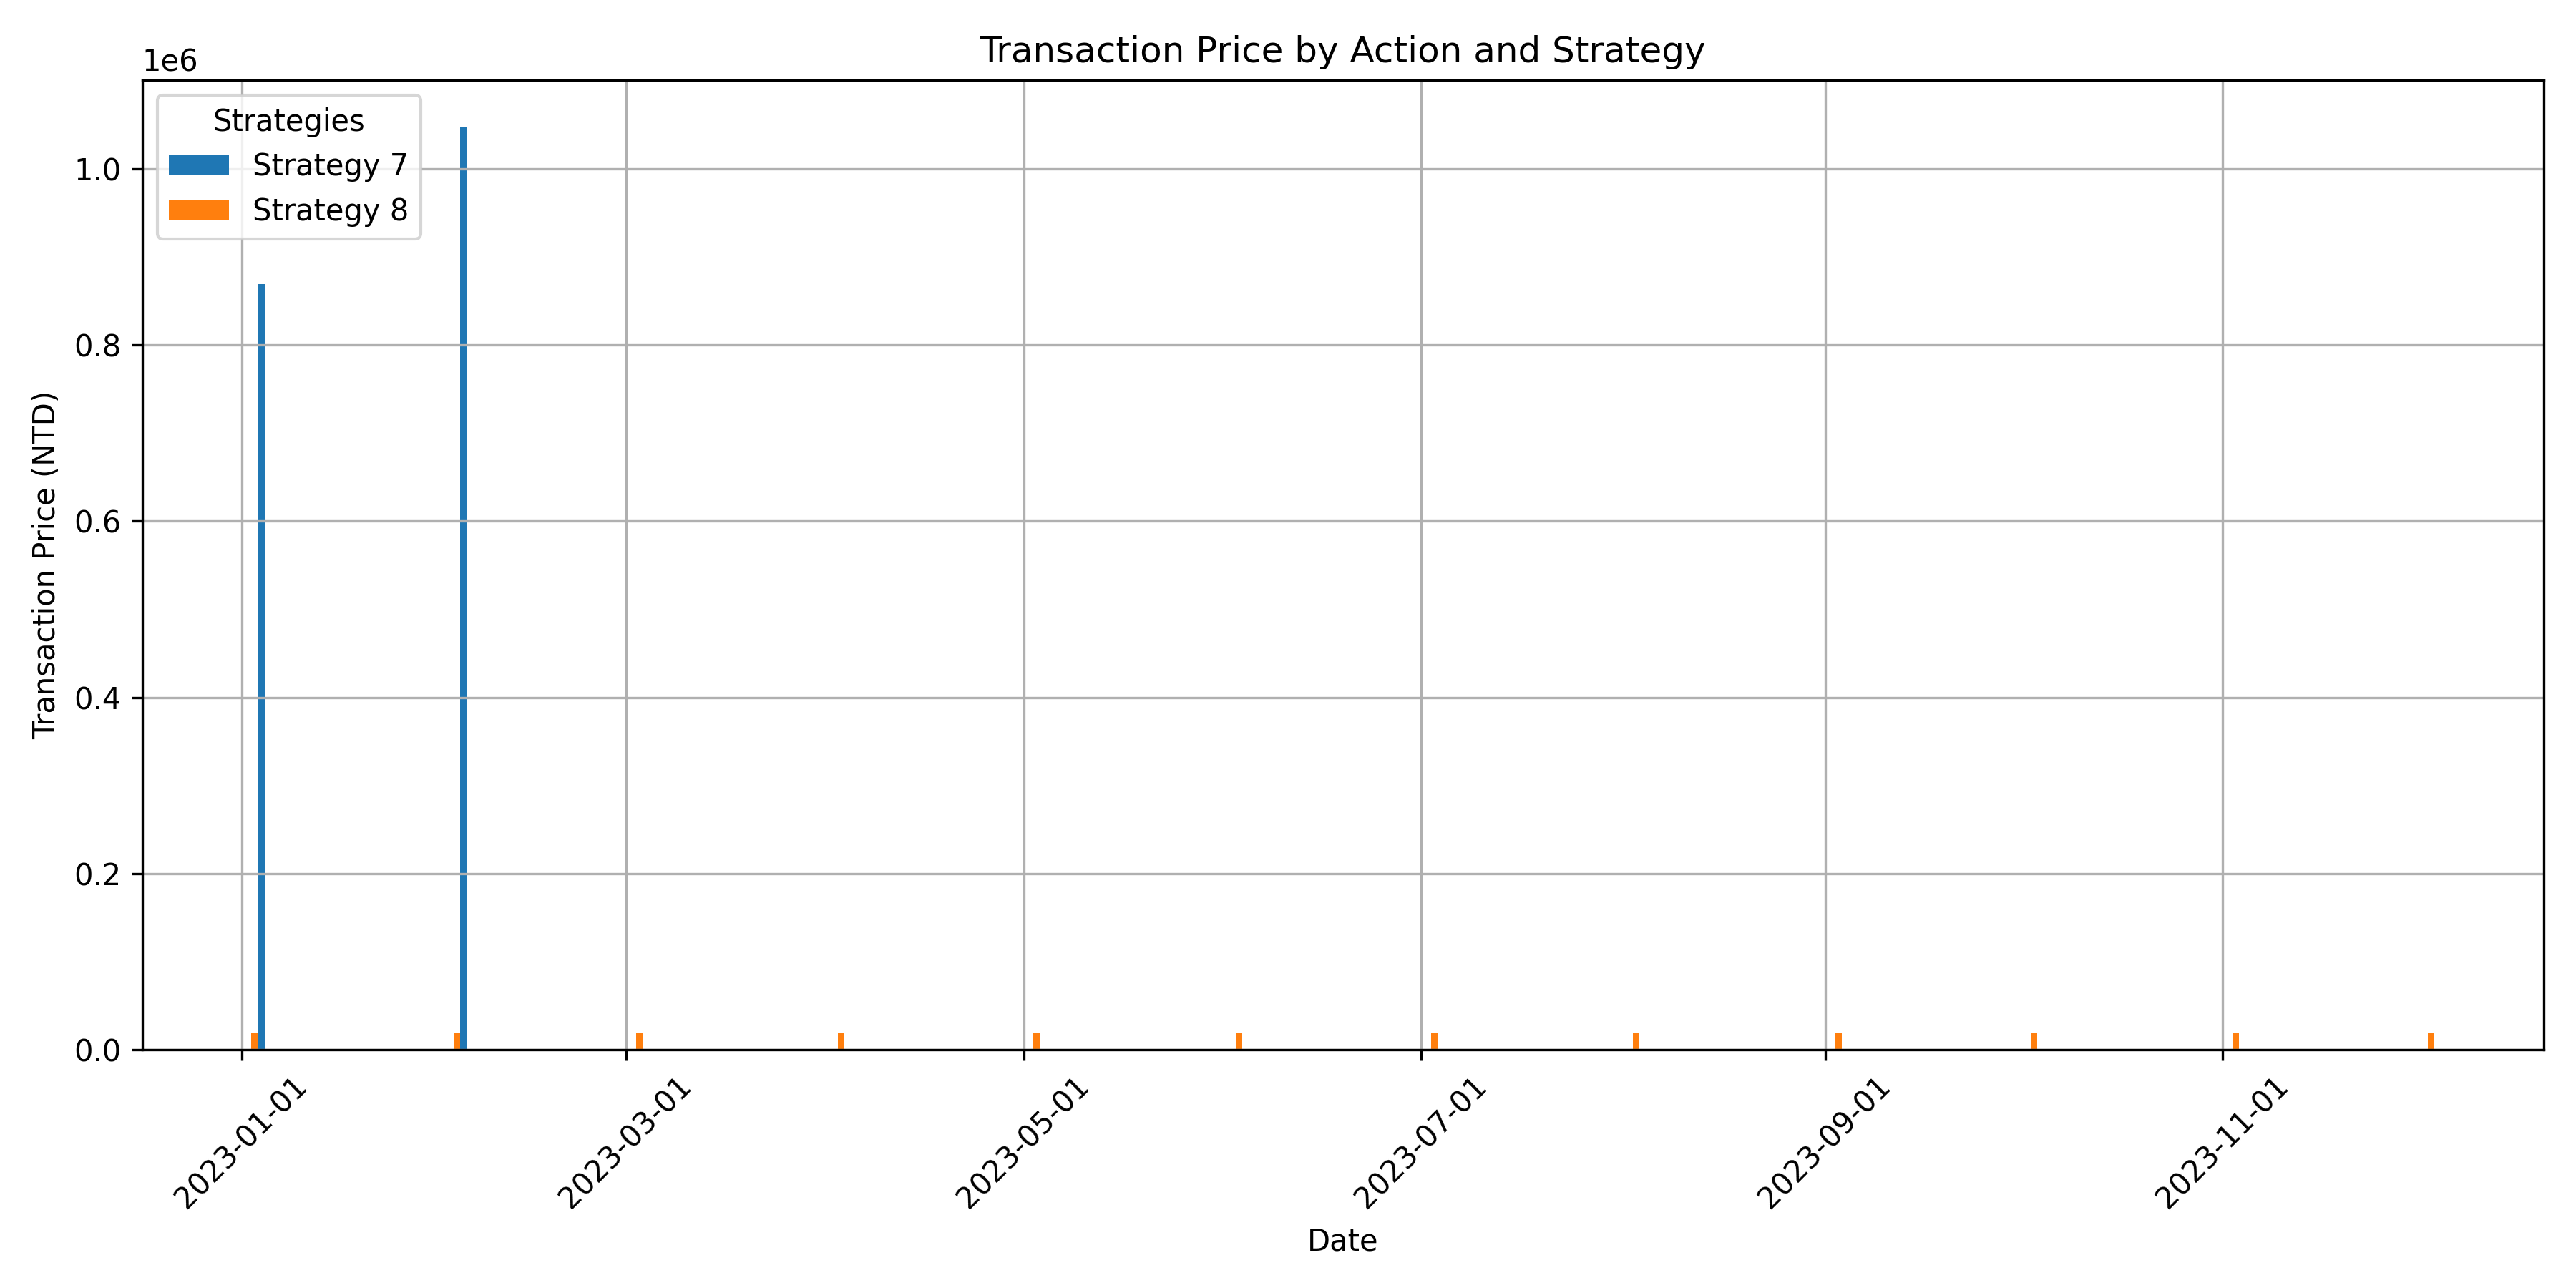 Transaction Price by Action and Strategy
1e6
Strategies
Strategy 7
Strategy 8
1.0
0.8
0.6
0.4
0.2
0.0
Transaction Price (NTD)
2023-01-01
2023-03-01
2023-05-01
2023-07-01
2023-09-01
2023-11-01
Date